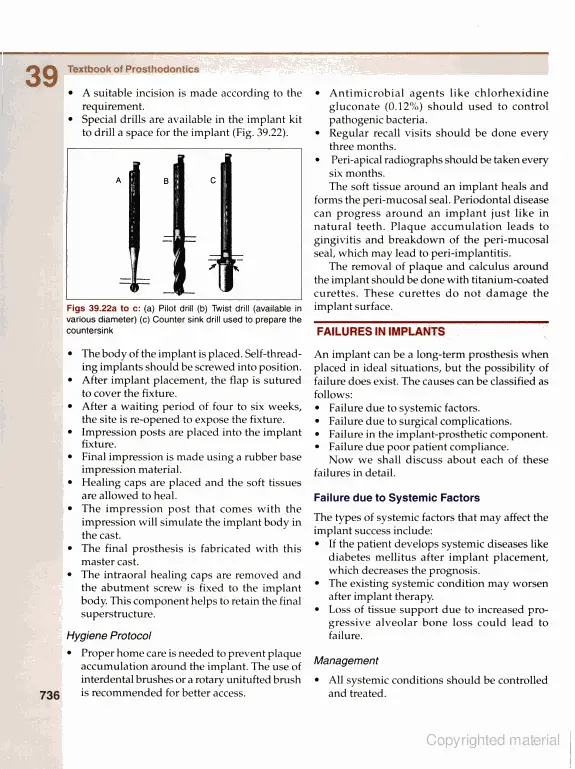 39
Textbook of Prosthodontics
• A suitable incision is made according to the
requirement.
• Special drills are available in the implant kit
to drill a space for the implant (Fig. 39.22).
A B C
Figs 39.22a to c: (a) Pilot drill (b) Twist drill (available in
various diameter) (c) Counter sink drill used to prepare the
countersink
• The body of the implant is placed. Self-thread-
ing implants should be screwed into position.
• After implant placement, the flap is sutured
to cover the fixture.
• After a waiting period of four to six weeks,
the site is re-opened to expose the fixture.
• Impression posts are placed into the implant
fixture.
• Final impression is made using a rubber base
impression material.
• Healing caps are placed and the soft tissues
are allowed to heal.
• The impression post that comes with the
impression will simulate the implant body in
the cast.
• The final prosthesis is fabricated with this
master cast.
• The intraoral healing caps are removed and
the abutment screw is fixed to the implant
body. This component helps to retain the final
superstructure.
Hygiene Protocol
• Proper home care is needed to prevent plaque
accumulation around the implant. The use of
interdental brushes or a rotary unitufted brush
is recommended for better access.
736
• Antimicrobial agents like chlorhexidine
gluconate (0.12%) should used to control
pathogenic bacteria.
• Regular recall visits should be done every
three months.
• Peri-apical radiographs should be taken every
six months.
The soft tissue around an implant heals and
forms the peri-mucosal seal. Periodontal disease
can progress around an implant just like in
natural teeth. Plaque accumulation leads to
gingivitis and breakdown of the peri-mucosal
seal, which may lead to peri-implantitis.
The removal of plaque and calculus around
the implant should be done with titanium-coated
curettes. These curettes do not damage the
implant surface.
FAILURES IN IMPLANTS
An implant can be a long-term prosthesis when
placed in ideal situations, but the possibility of
failure does exist. The causes can be classified as
follows:
• Failure due to systemic factors.
• Failure due to surgical complications.
• Failure in the implant-prosthetic component.
• Failure due poor patient compliance.
Now we shall discuss about each of these
failures in detail.
Failure due to Systemic Factors
The types of systemic factors that may affect the
implant success include:
• If the patient develops systemic diseases like
diabetes mellitus after implant placement,
which decreases the prognosis.
• The existing systemic condition may worsen
after implant therapy.
• Loss of tissue support due to increased pro-
gressive alveolar bone loss could lead to
failure.
Management
• All systemic conditions should be controlled
and treated.
Copyrighted material